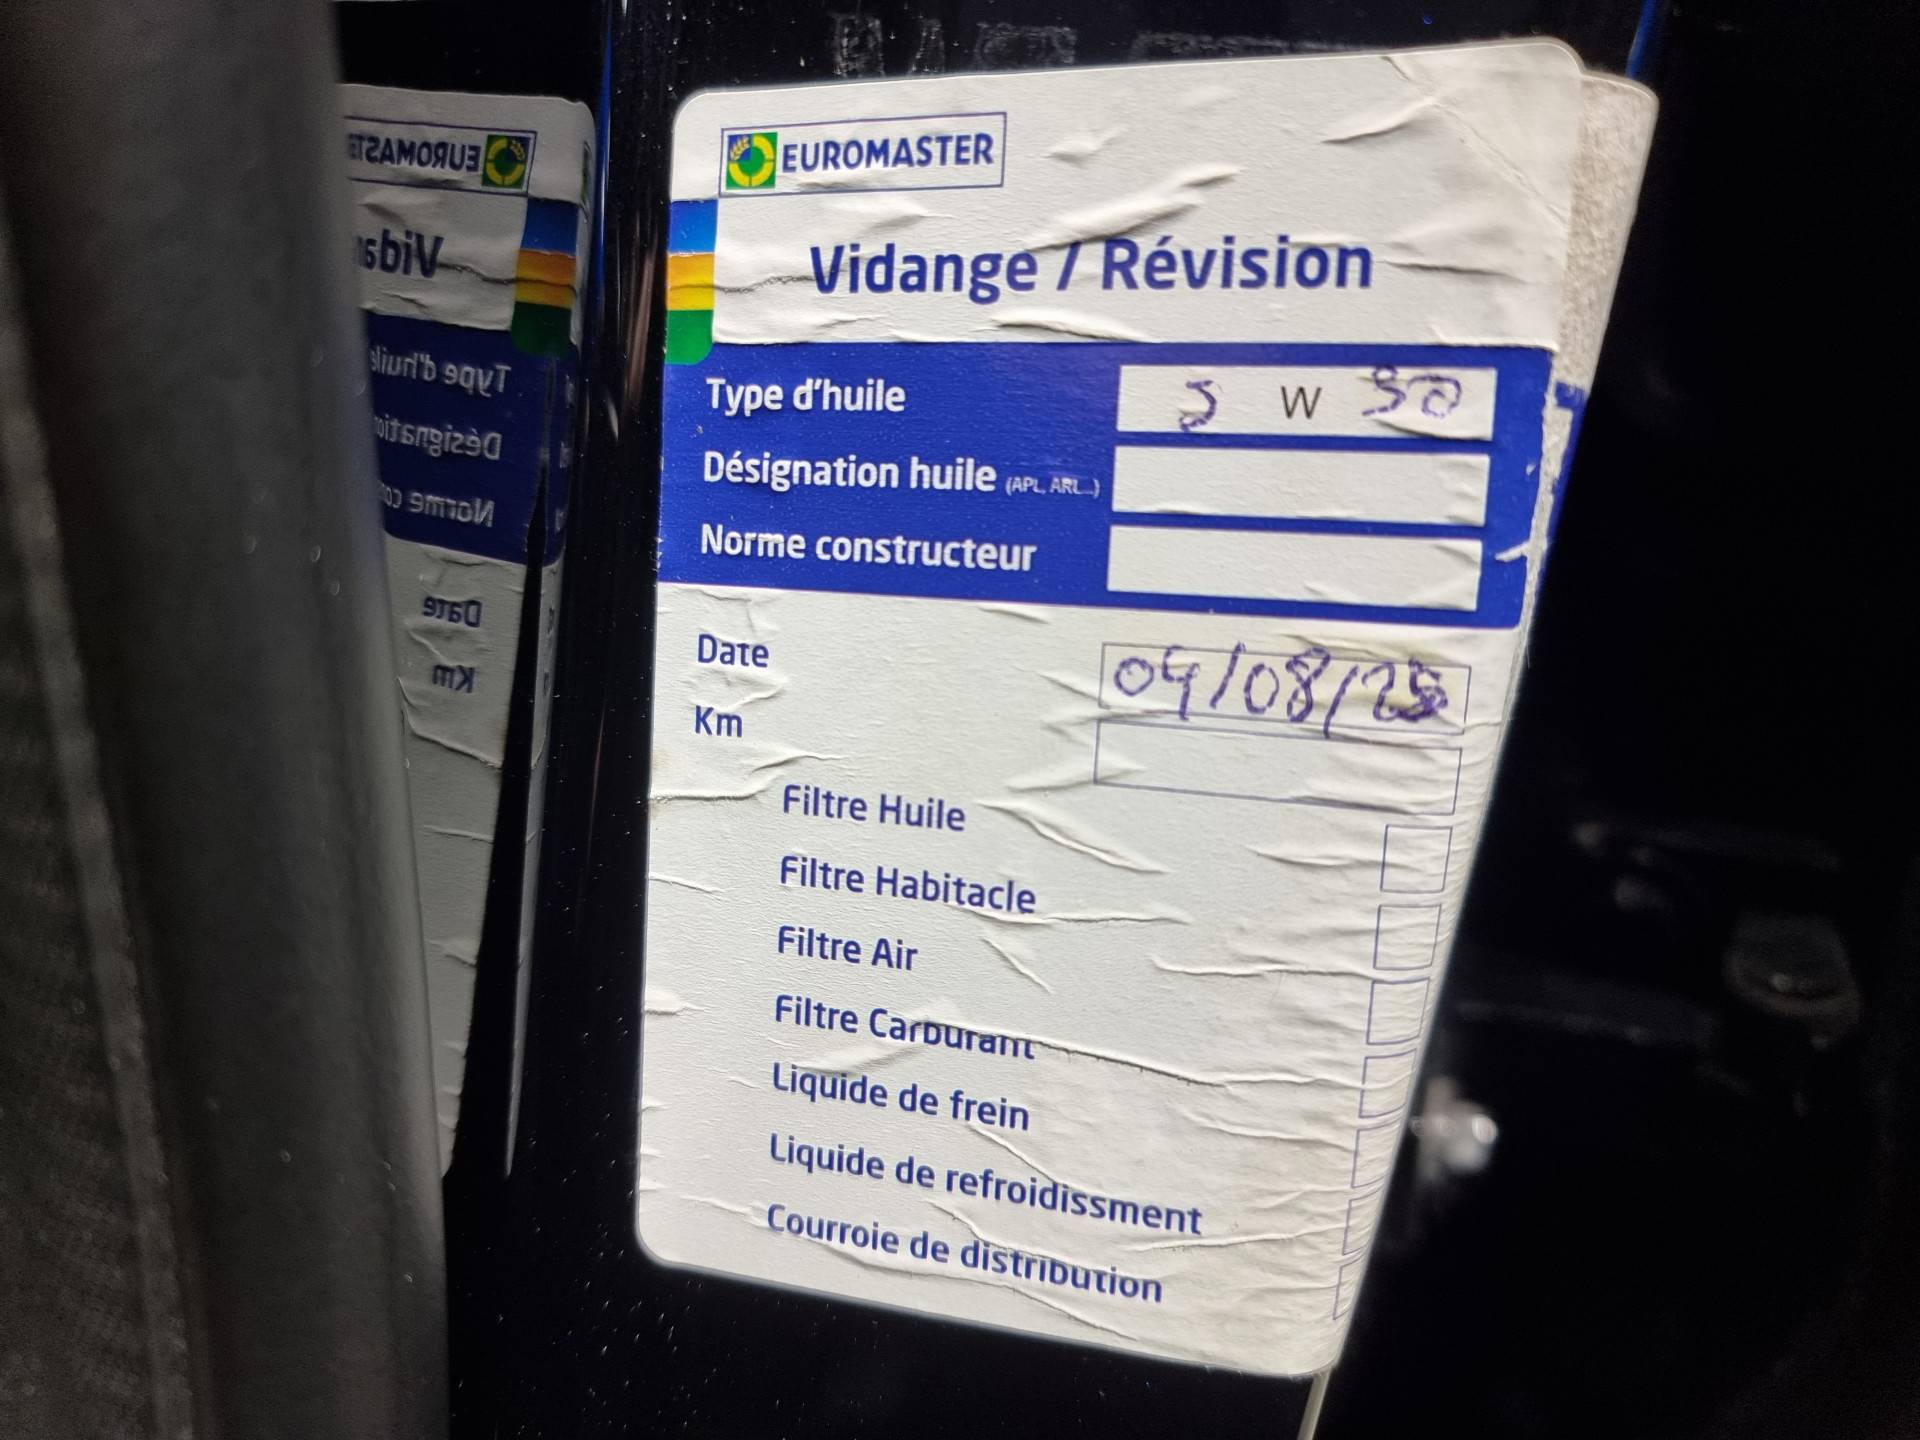 EUROMASTER
Vidange / Révision
Type d'huile 5 W 30
Désignation huile (APL, ARL...)
Norme constructeur
Date 04/08/25
Km
Filtre Huile
Filtre Habitacle
Filtre Air
Filtre Carburant
Liquide de frein
Liquide de refroidissment
Courroie de distribution